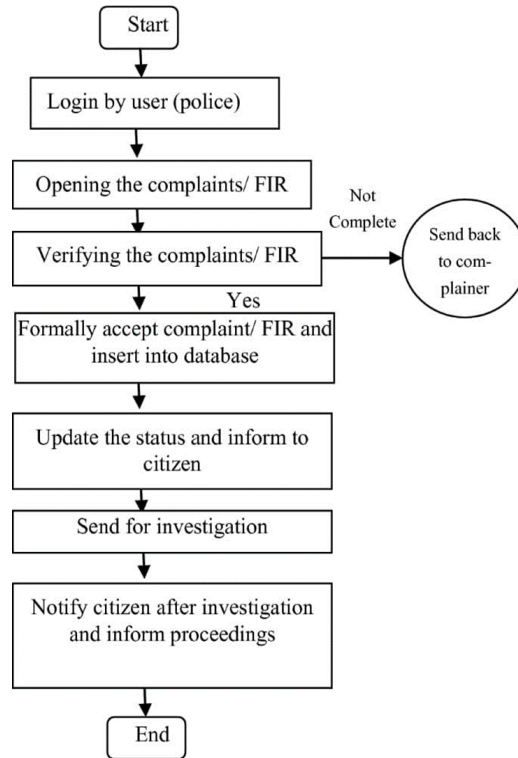 Start
Login by user (police)
Opening the complaints/ FIR
Not
Complete
Verifying the complaints/ FIR
Send back
to com-
plainer
Yes
Formally accept complaint/ FIR and
insert into database
Update the status and inform to
citizen
Send for investigation
Notify citizen after investigation
and inform proceedings
End